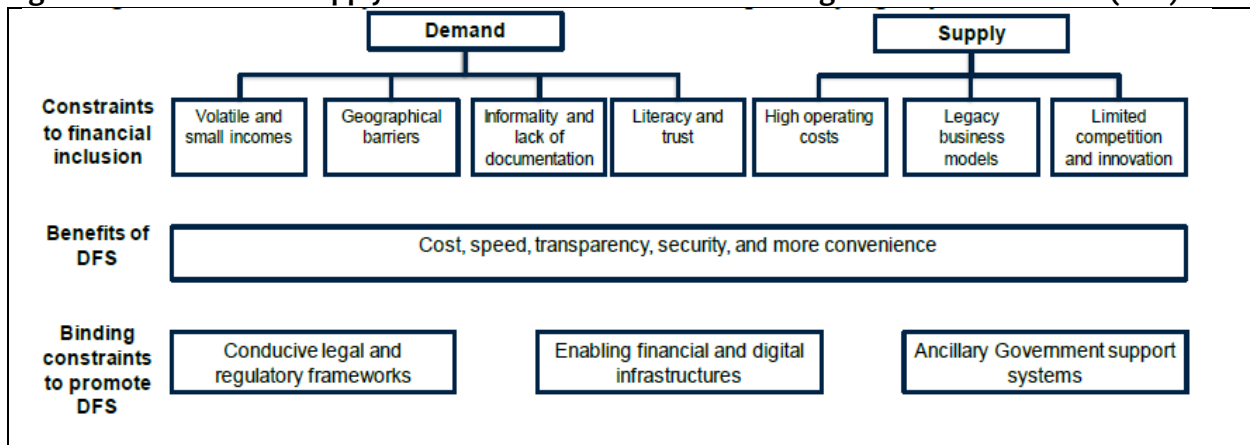 Demand
Supply
Constraints
to financial
inclusion
Volatile and
small incomes
Geographical
barriers
Informality and
lack of
documentation
Literacy and
trust
High operating
costs
Legacy
business
models
Limited
competition
and innovation
Benefits of
DFS
Cost, speed, transparency, security, and more convenience
Binding
constraints
to promote
DFS
Conducive legal and
regulatory frameworks
Enabling financial and digital
infrastructures
Ancillary Government support
systems